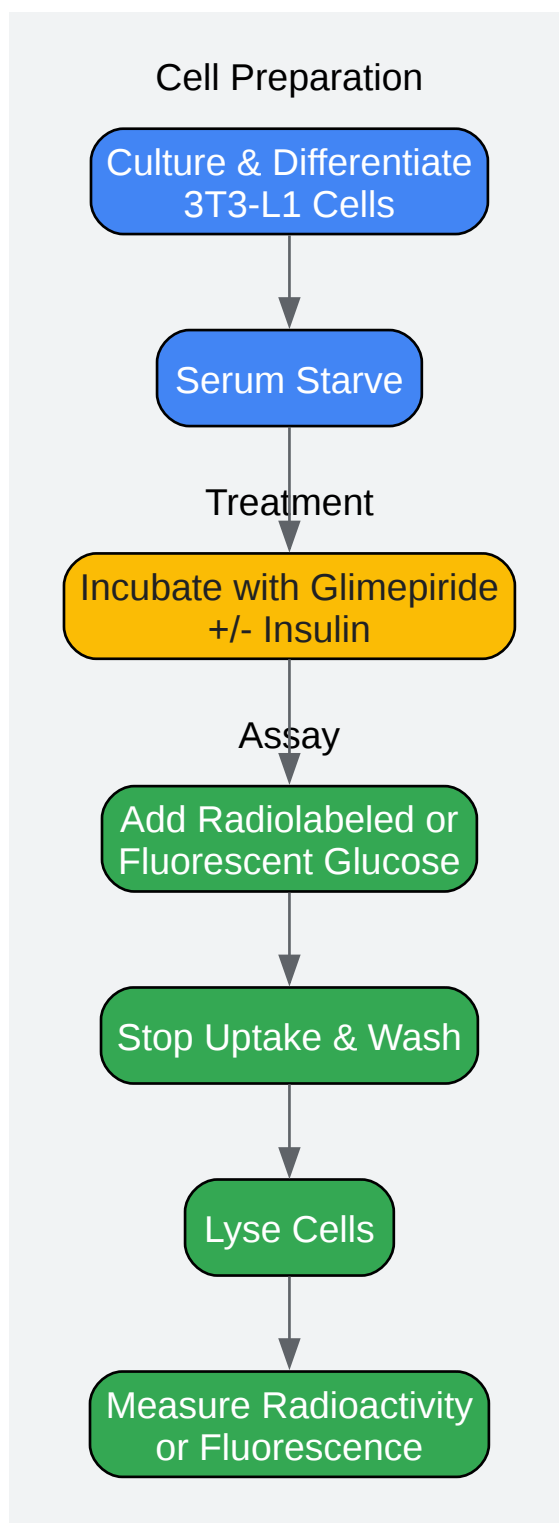 Cell Preparation
Culture & Differentiate
3T3-L1 Cells
Serum Starve
Treatment
Incubate with Glimepiride
+/- Insulin
Assay
Add Radiolabeled or
Fluorescent Glucose
Stop Uptake & Wash
Lyse Cells
Measure Radioactivity
or Fluorescence